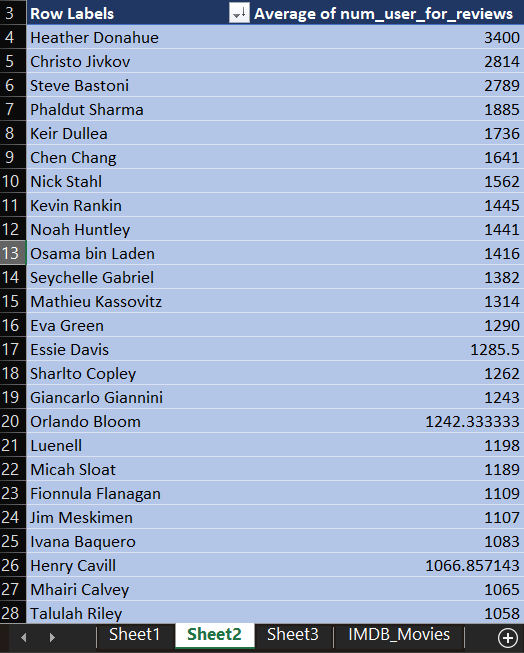 3 Row Labels Average of num_user_for_reviews
4 Heather Donahue 3400
5 Christo Jivkov 2814
6 Steve Bastoni 2789
7 Phaldut Sharma 1885
8 Keir Dullea 1736
9 Chen Chang 1641
10 Nick Stahl 1562
11 Kevin Rankin 1445
12 Noah Huntley 1441
13 Osama bin Laden 1416
14 Seychelle Gabriel 1382
15 Mathieu Kassovitz 1314
16 Eva Green 1290
17 Essie Davis 1285.5
18 Sharlto Copley 1262
19 Giancarlo Giannini 1243
20 Orlando Bloom 1242.333333
21 Luenell 1198
22 Micah Sloat 1189
23 Fionnula Flanagan 1109
24 Jim Meskimen 1107
25 Ivana Baquero 1083
26 Henry Cavill 1066.857143
27 Mhairi Calvey 1065
28 Talulah Riley 1058
Sheet1 Sheet2 Sheet3 IMDB_Movies